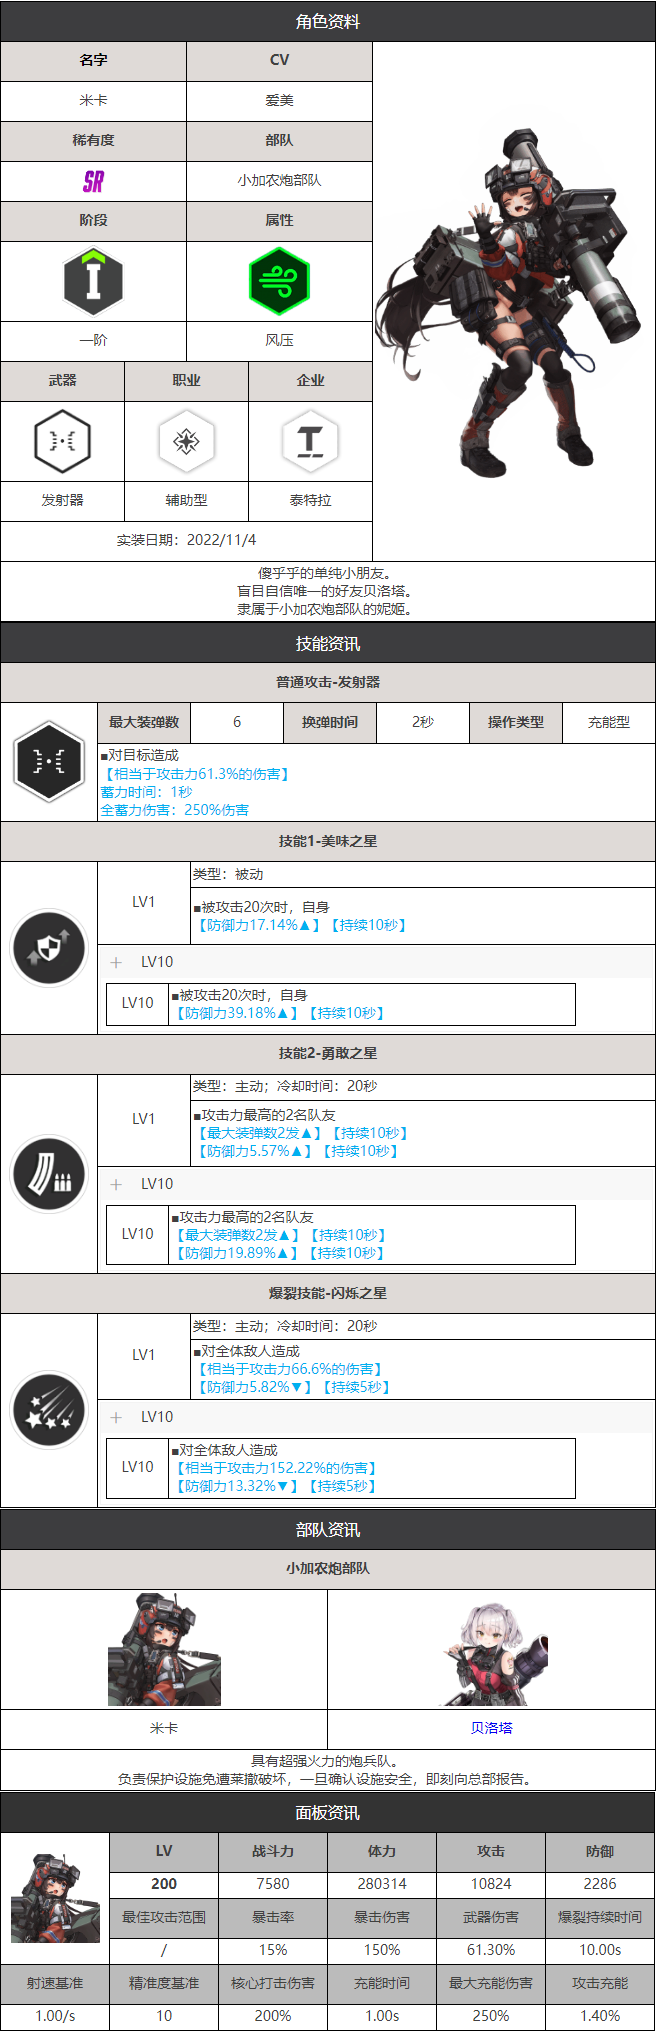 角色资料
名字 CV
米卡 爱美
稀有度 部队
SR 小加农炮部队
阶段 属性
I
一阶 风压
武器 职业 企业
T
发射器 辅助型 泰特拉
实装日期：2022/11/4
傻乎乎的单纯小朋友。
盲目自信唯一的好友贝洛塔。
隶属于小加农炮部队的妮姬。
技能资讯
普通攻击-发射器
最大装弹数 6 换弹时间 2秒 操作类型 充能型
■对目标造成
【相当于攻击力61.3%的伤害】
蓄力时间：1秒
全蓄力伤害：250%伤害
技能1-美味之星
LV1
类型：被动
■被攻击20次时，自身
【防御力17.14%▲】【持续10秒】
＋ LV10
LV10
■被攻击20次时，自身
【防御力39.18%▲】【持续10秒】
技能2-勇敢之星
LV1
类型：主动；冷却时间：20秒
■攻击力最高的2名队友
【最大装弹数2发▲】【持续10秒】
【防御力5.57%▲】【持续10秒】
＋ LV10
LV10
■攻击力最高的2名队友
【最大装弹数2发▲】【持续10秒】
【防御力19.89%▲】【持续10秒】
爆裂技能-闪烁之星
LV1
类型：主动；冷却时间：20秒
■对全体敌人造成
【相当于攻击力66.6%的伤害】
【防御力5.82%▼】【持续5秒】
＋ LV10
LV10
■对全体敌人造成
【相当于攻击力152.22%的伤害】
【防御力13.32%▼】【持续5秒】
部队资讯
小加农炮部队
米卡 贝洛塔
具有超强火力的炮兵队。
负责保护设施免遭莱撤破坏，一旦确认设施安全，即刻向总部报告。
面板资讯
LV 战斗力 体力 攻击 防御
200 7580 280314 10824 2286
最佳攻击范围 暴击率 暴击伤害 武器伤害 爆裂持续时间
/ 15% 150% 61.30% 10.00s
射速基准 精准度基准 核心打击伤害 充能时间 最大充能伤害 攻击充能
1.00/s 10 200% 1.00s 250% 1.40%